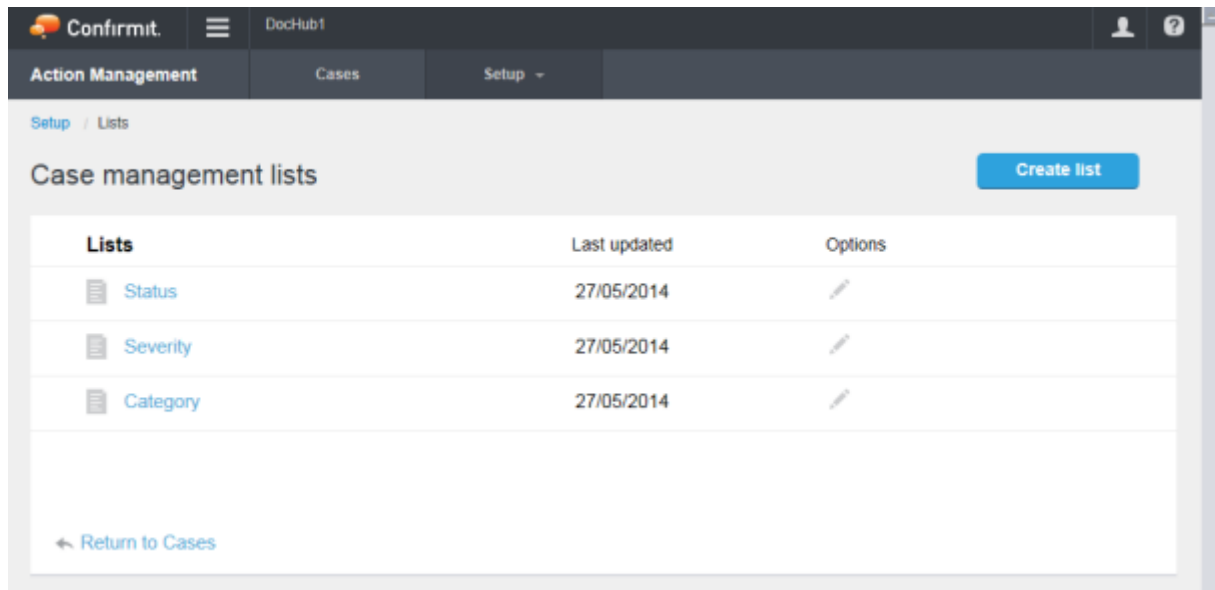 Confirmit. DocHub1
Action Management Cases Setup
Setup / Lists
Case management lists Create list
Lists Last updated Options
Status 27/05/2014
Severity 27/05/2014
Category 27/05/2014
Return to Cases